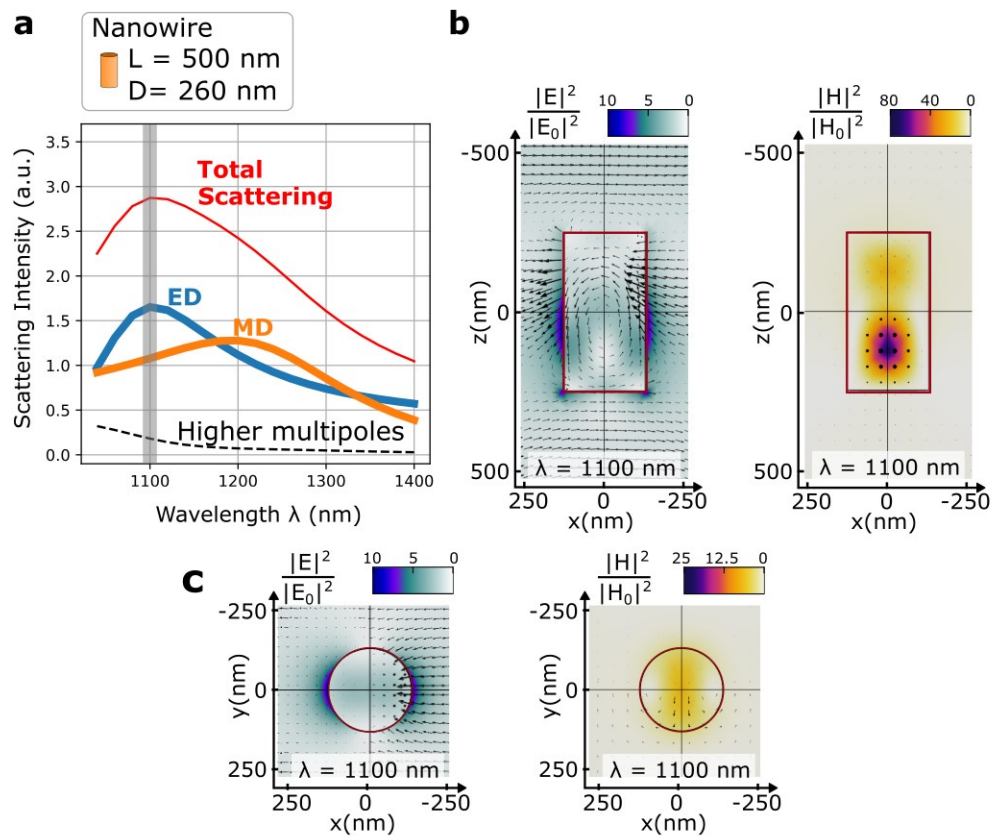 a
Nanowire
L = 500 nm
D= 260 nm
Scattering Intensity (a.u.)
3.5
3.0
2.5
2.0
1.5
1.0
0.5
0.0
Total
Scattering
ED
MD
Higher multipoles
1100
1200
1300
1400
Wavelength λ (nm)
b
|E|²
|E₀|²
10 5 0
z(nm)
-500
0
500
λ = 1100 nm
250 0 -250
x(nm)
|H|²
|H₀|²
80 40 0
z(nm)
-500
0
500
λ = 1100 nm
250 0 -250
x(nm)
c
|E|²
|E₀|²
10 5 0
y(nm)
-250
0
250
λ = 1100 nm
250 0 -250
x(nm)
|H|²
|H₀|²
25 12.5 0
y(nm)
-250
0
250
λ = 1100 nm
250 0 -250
x(nm)